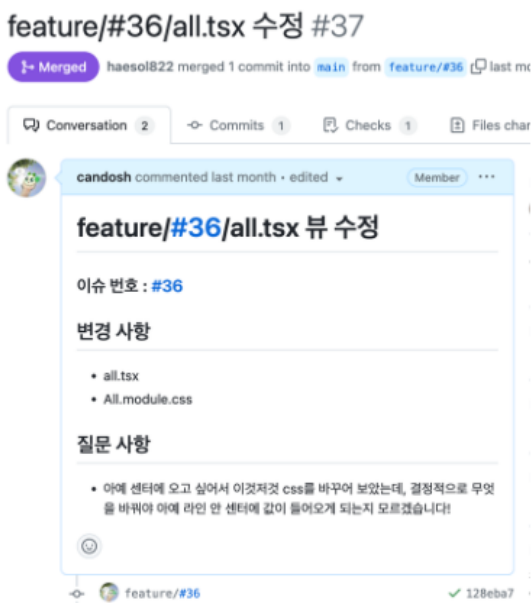 feature/#36/all.tsx 수정 #37
Merged haesol822 merged 1 commit into main from feature/#36 last mo
Conversation 2 Commits 1 Checks 1 Files char
candosh commented last month • edited Member ...
feature/#36/all.tsx 뷰 수정
이슈 번호 : #36
변경 사항
• all.tsx
• All.module.css
질문 사항
• 아예 센터에 오고 싶어서 이것저것 css를 바꾸어 보았는데, 결정적으로 무엇
을 바꿔야 아예 라인 안 센터에 값이 들어오게 되는지 모르겠습니다!
feature/#36 128eba7